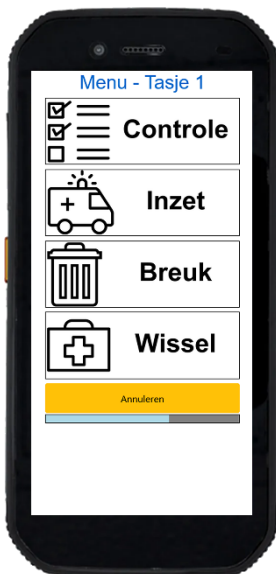 Menu - Tasje 1
Controle
Inzet
Breuk
Wissel
Annuleren